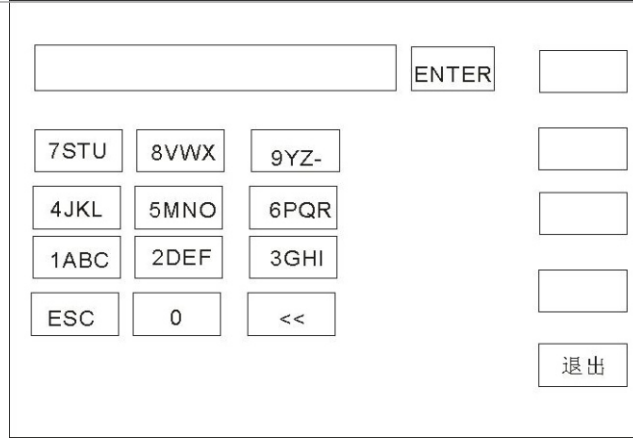 ENTER
7STU 8VWX 9YZ-
4JKL 5MNO 6PQR
1ABC 2DEF 3GHI
ESC 0 <<
退出